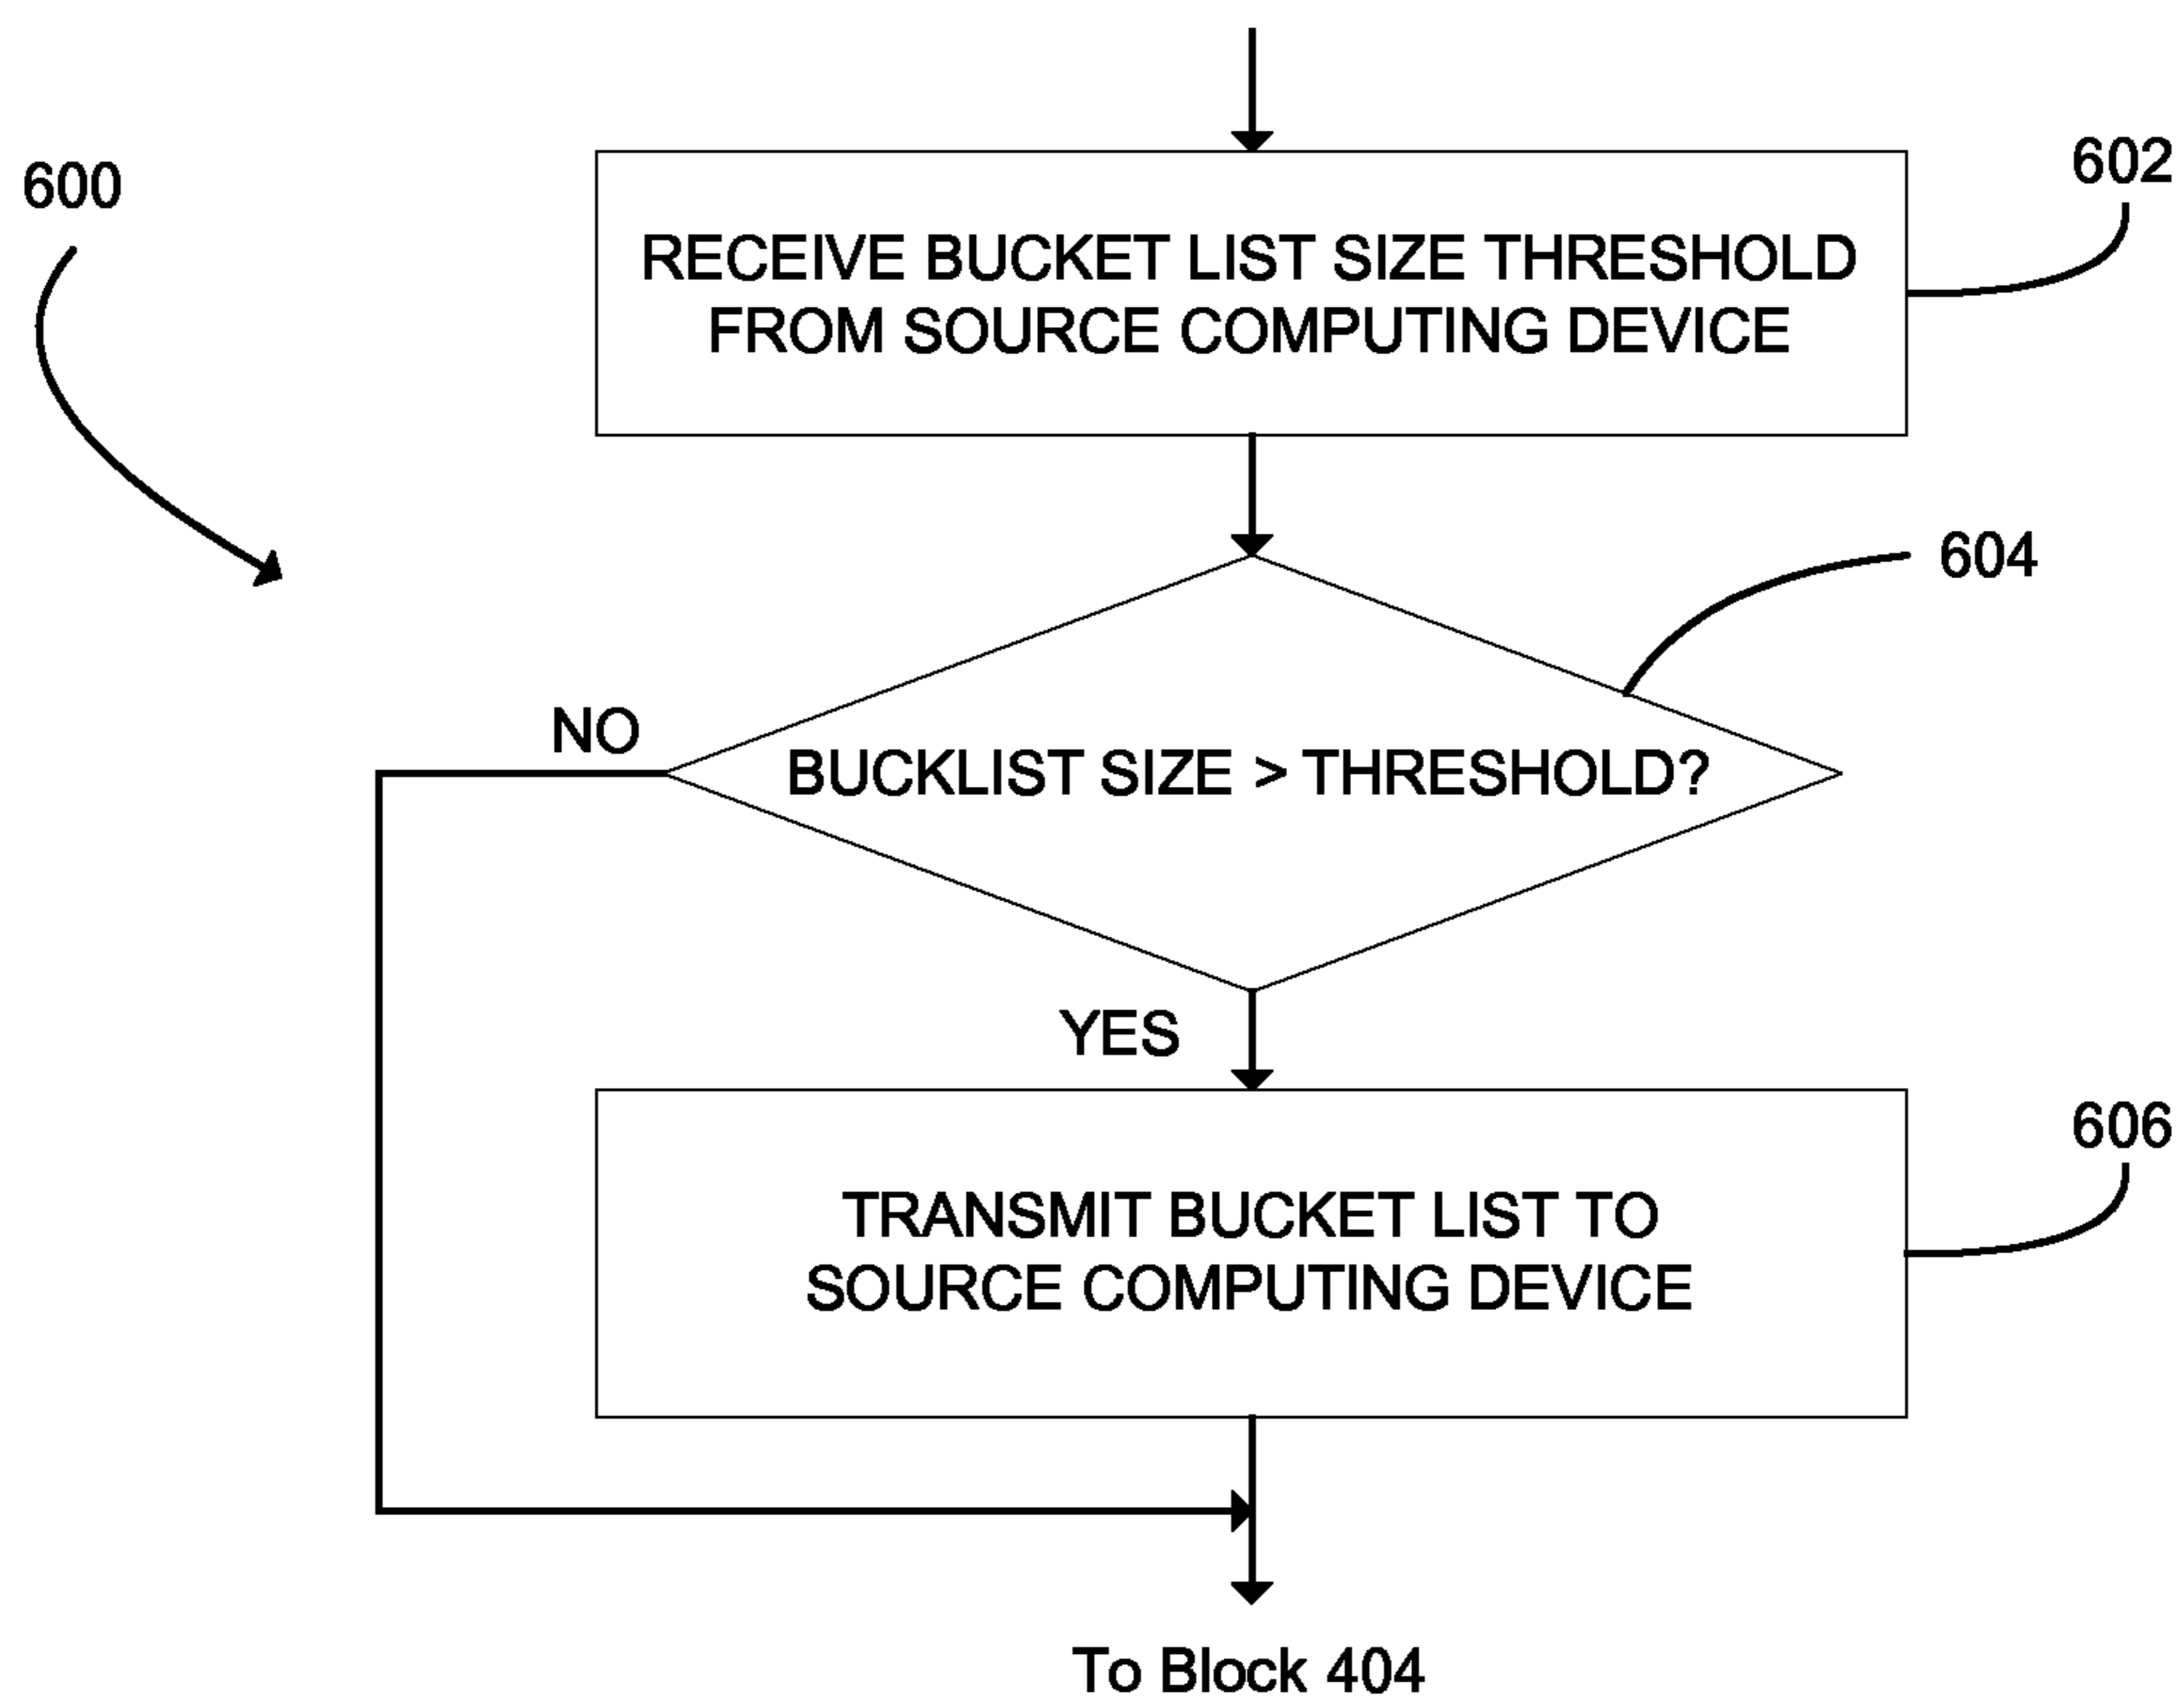 600
602
RECEIVE BUCKET LIST SIZE THRESHOLD
FROM SOURCE COMPUTING DEVICE
604
NO
BUCKLIST SIZE > THRESHOLD?
YES
606
TRANSMIT BUCKET LIST TO
SOURCE COMPUTING DEVICE
To Block 404